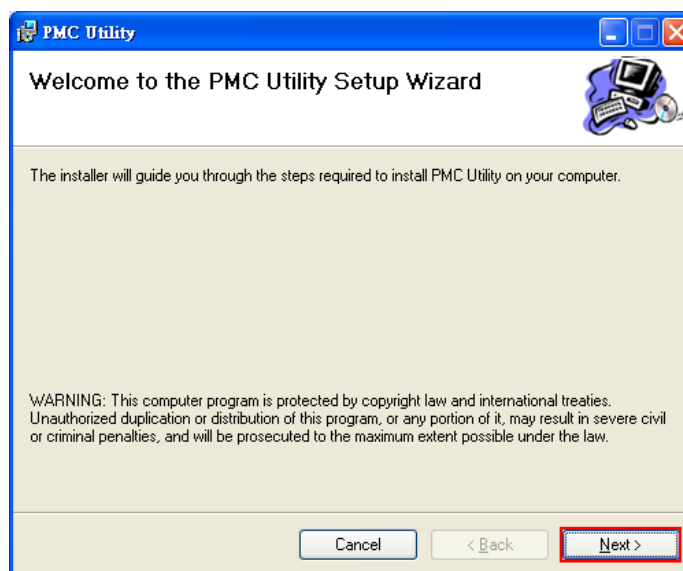 PMC Utility
Welcome to the PMC Utility Setup Wizard
The installer will guide you through the steps required to install PMC Utility on your computer.
WARNING: This computer program is protected by copyright law and international treaties.
Unauthorized duplication or distribution of this program, or any portion of it, may result in severe civil
or criminal penalties, and will be prosecuted to the maximum extent possible under the law.
Cancel
< Back
Next >